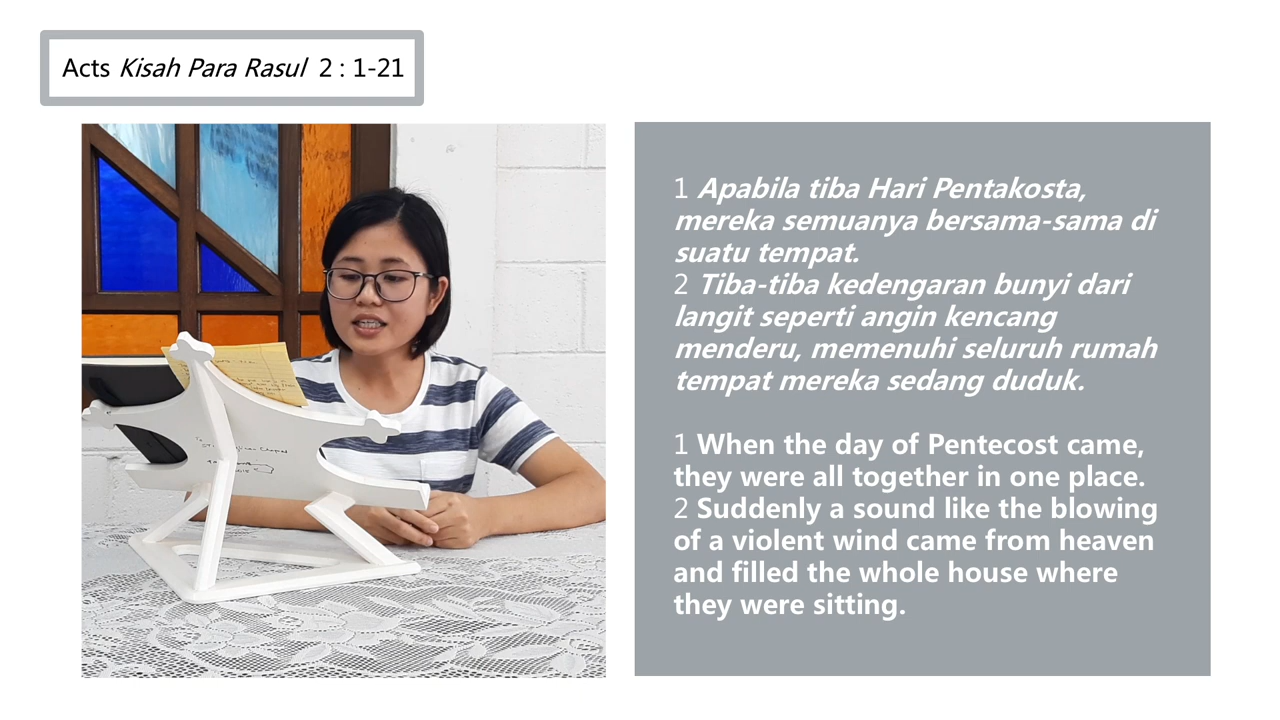 Acts Kisah Para Rasul 2 : 1-21
1 Apabila tiba Hari Pentakosta,
mereka semuanya bersama-sama di
suatu tempat.
2 Tiba-tiba kedengaran bunyi dari
langit seperti angin kencang
menderu, memenuhi seluruh rumah
tempat mereka sedang duduk.
1 When the day of Pentecost came,
they were all together in one place.
2 Suddenly a sound like the blowing
of a violent wind came from heaven
and filled the whole house where
they were sitting.